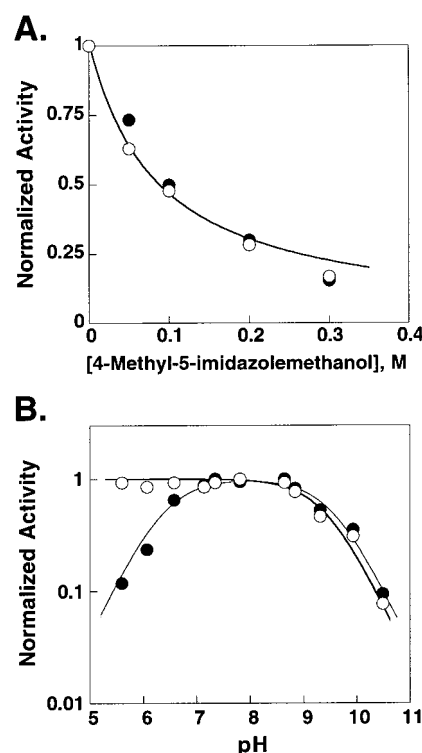 A.
Normalized Activity
1
0.75
0.5
0.25
0
0 0.1 0.2 0.3 0.4
[4-Methyl-5-imidazolemethanol], M
B.
Normalized Activity
1
0.1
0.01
5 6 7 8 9 10 11
pH